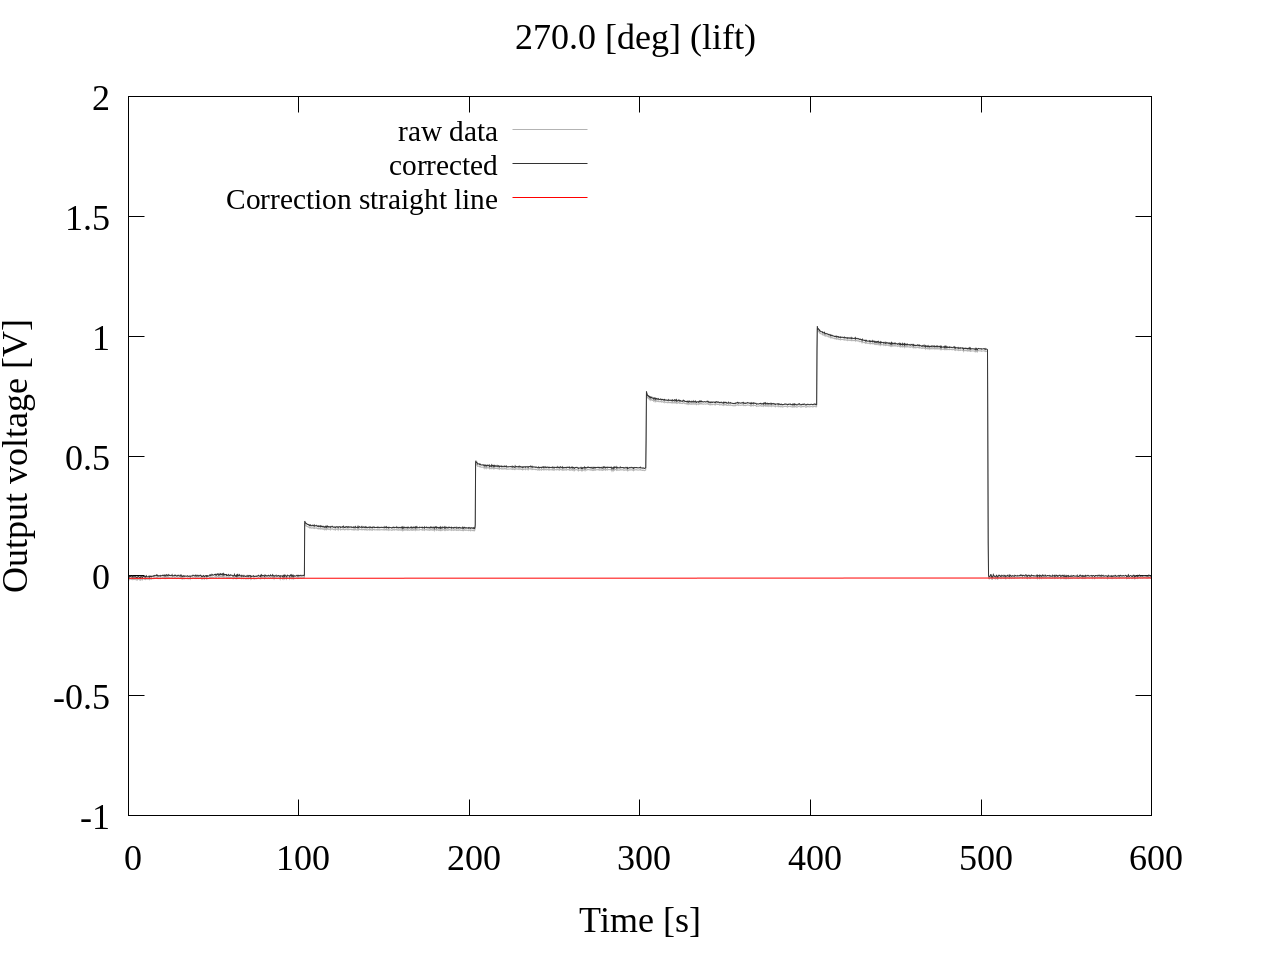 270.0 [deg] (lift)
2
1.5
1
0.5
0
-0.5
-1
Output voltage [V]
raw data
corrected
Correction straight line
0 100 200 300 400 500 600
Time [s]